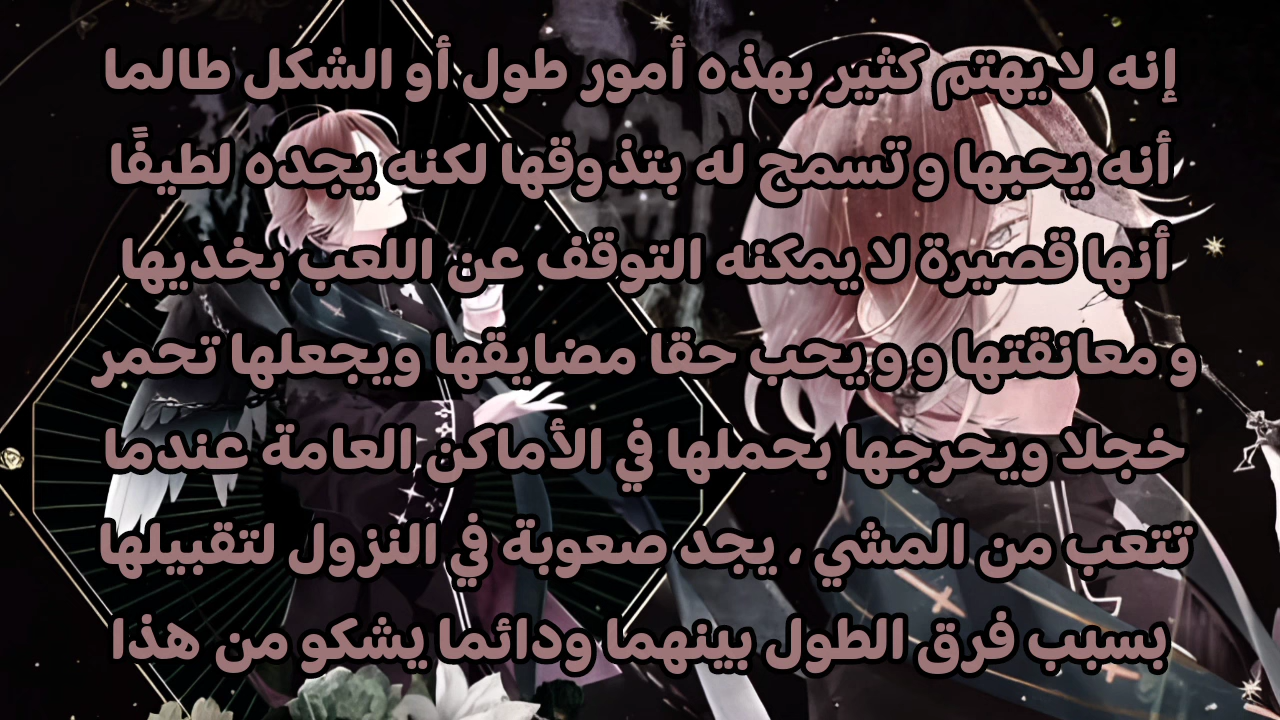 إنه لا يهتم كثير بهذه أمور طول أو الشكل طالما
أنه يحبها و تسمح له بتذوقها لكنه يجده لطيفًا
أنها قصيرة لا يمكنه التوقف عن اللعب بخديها
و معانقتها و و يحب حقا مضايقها ويجعلها تحمر
خجلا ويحرجها بحملها في الأماكن العامة عندما
تتعب من المشي ، يجد صعوبة في النزول لتقبيلها
بسبب فرق الطول بينهما ودائما يشكو من هذا